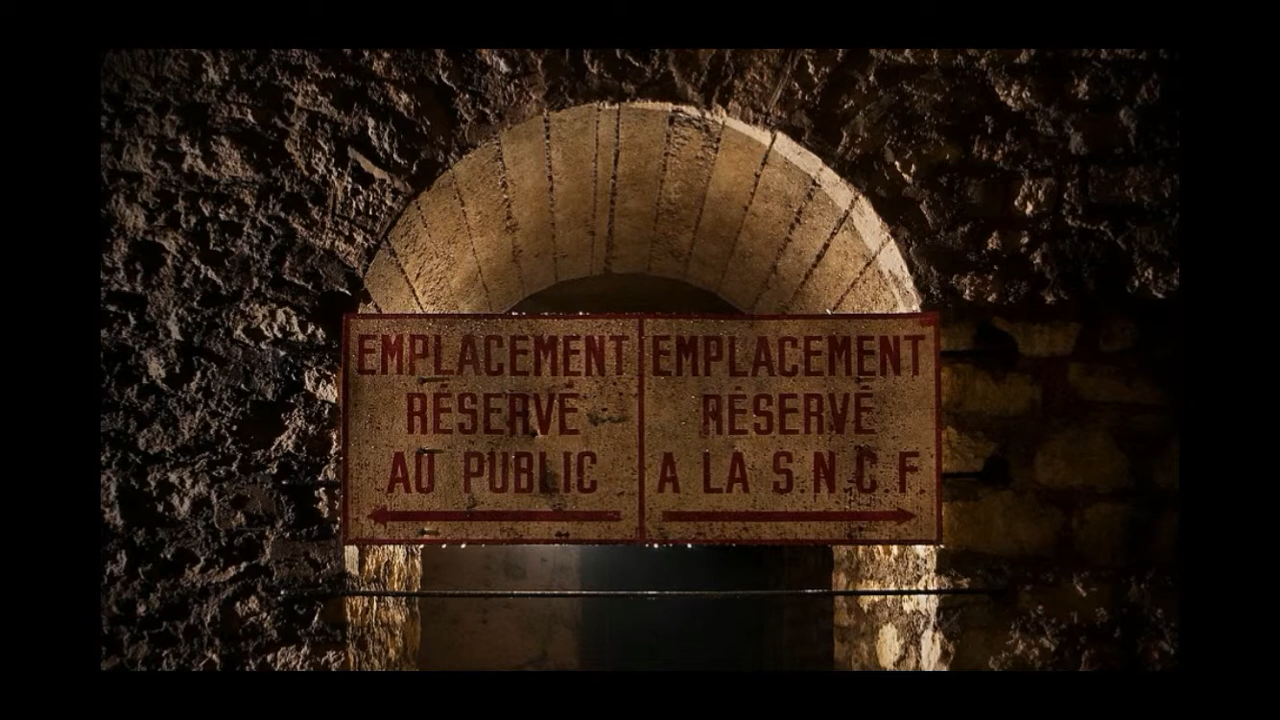 EMPLACEMENT
RÉSERVÉ
AU PUBLIC
EMPLACEMENT
RÉSERVÉ
A LA S.N.C.F